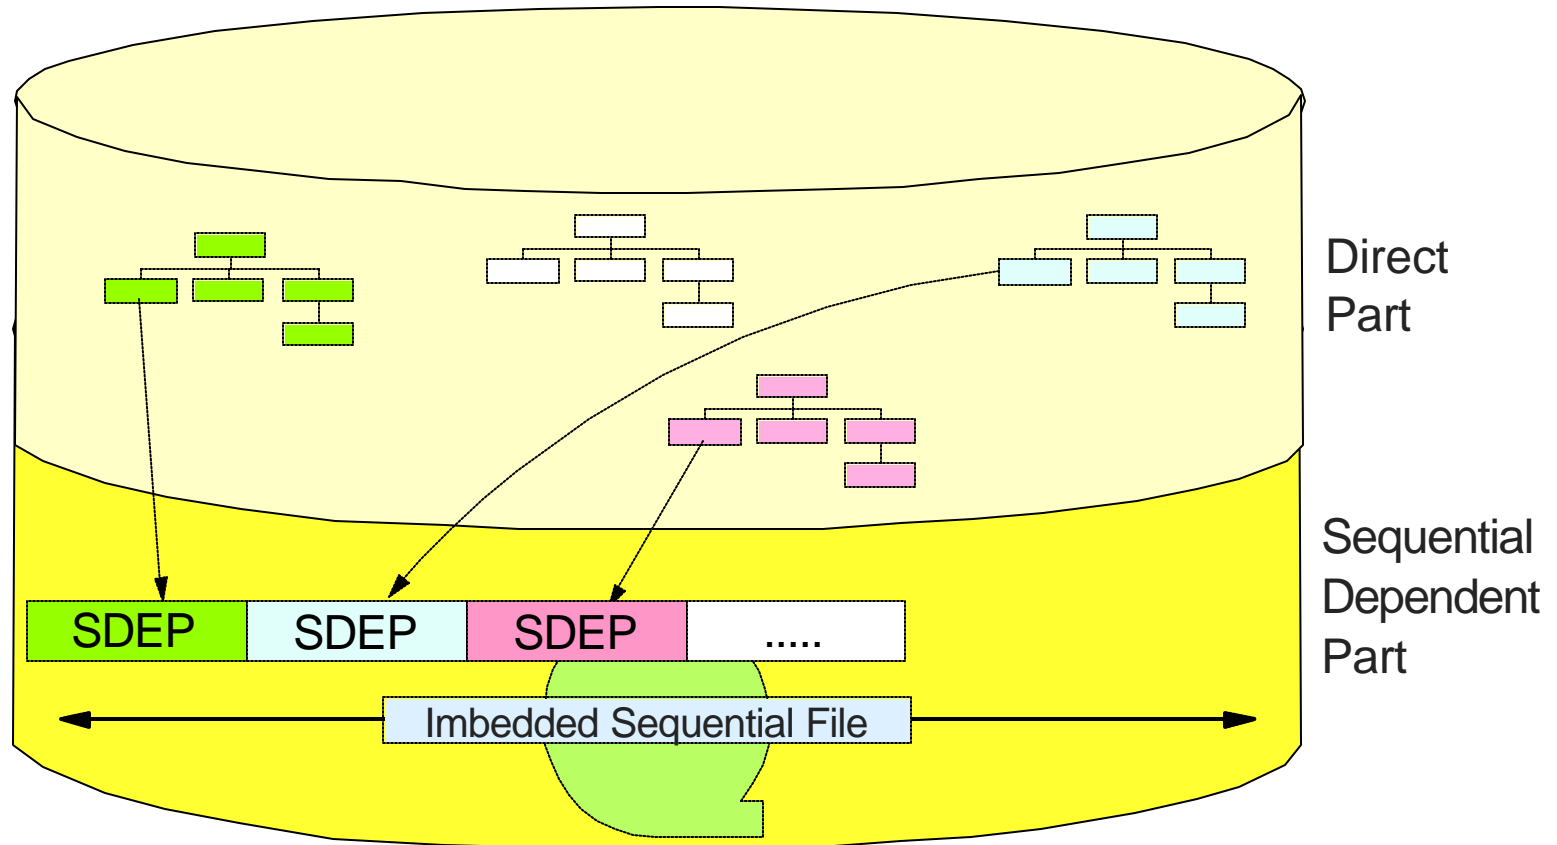 Direct
Part
Sequential
Dependent
Part
SDEP SDEP SDEP .....
Imbedded Sequential File